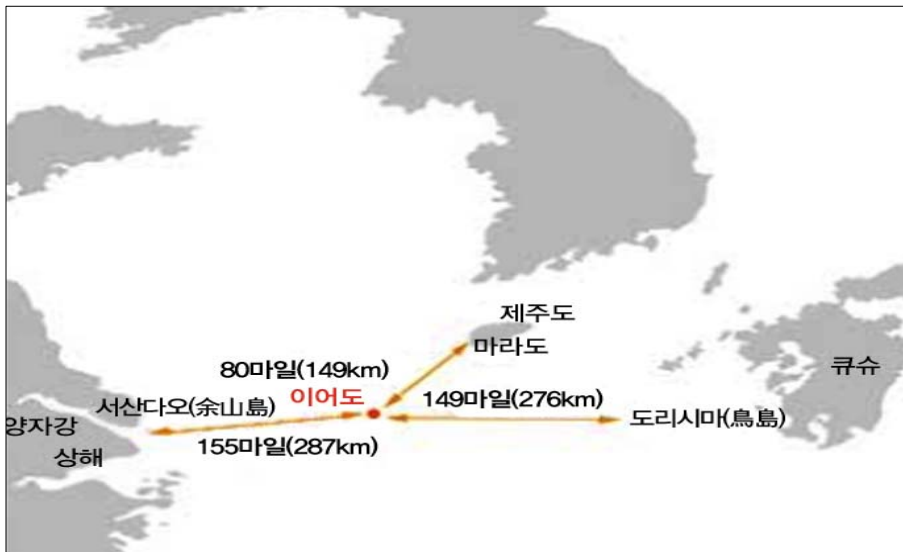 제주도
마라도
80마일(149km)
이어도
큐슈
149마일(276km)
서산다오(余山島)
도리시마(鳥島)
양자강
155마일(287km)
상해